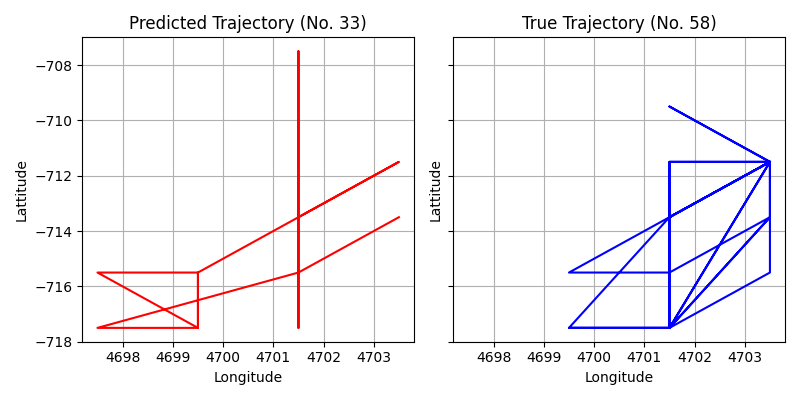 Predicted Trajectory (No. 33)
True Trajectory (No. 58)
Lattitude
−708
−710
−712
−714
−716
−718
4698 4699 4700 4701 4702 4703
Longitude
Lattitude
4698 4699 4700 4701 4702 4703
Longitude